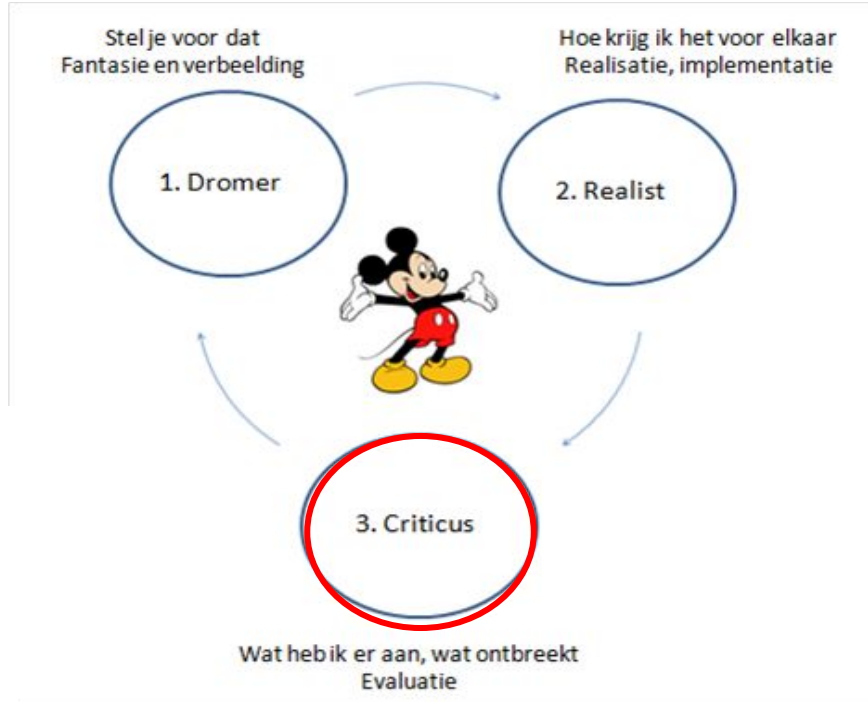 Stel je voor dat
Fantasie en verbeelding
Hoe krijg ik het voor elkaar
Realisatie, implementatie
1. Dromer
2. Realist
3. Criticus
Wat heb ik er aan, wat ontbreekt
Evaluatie